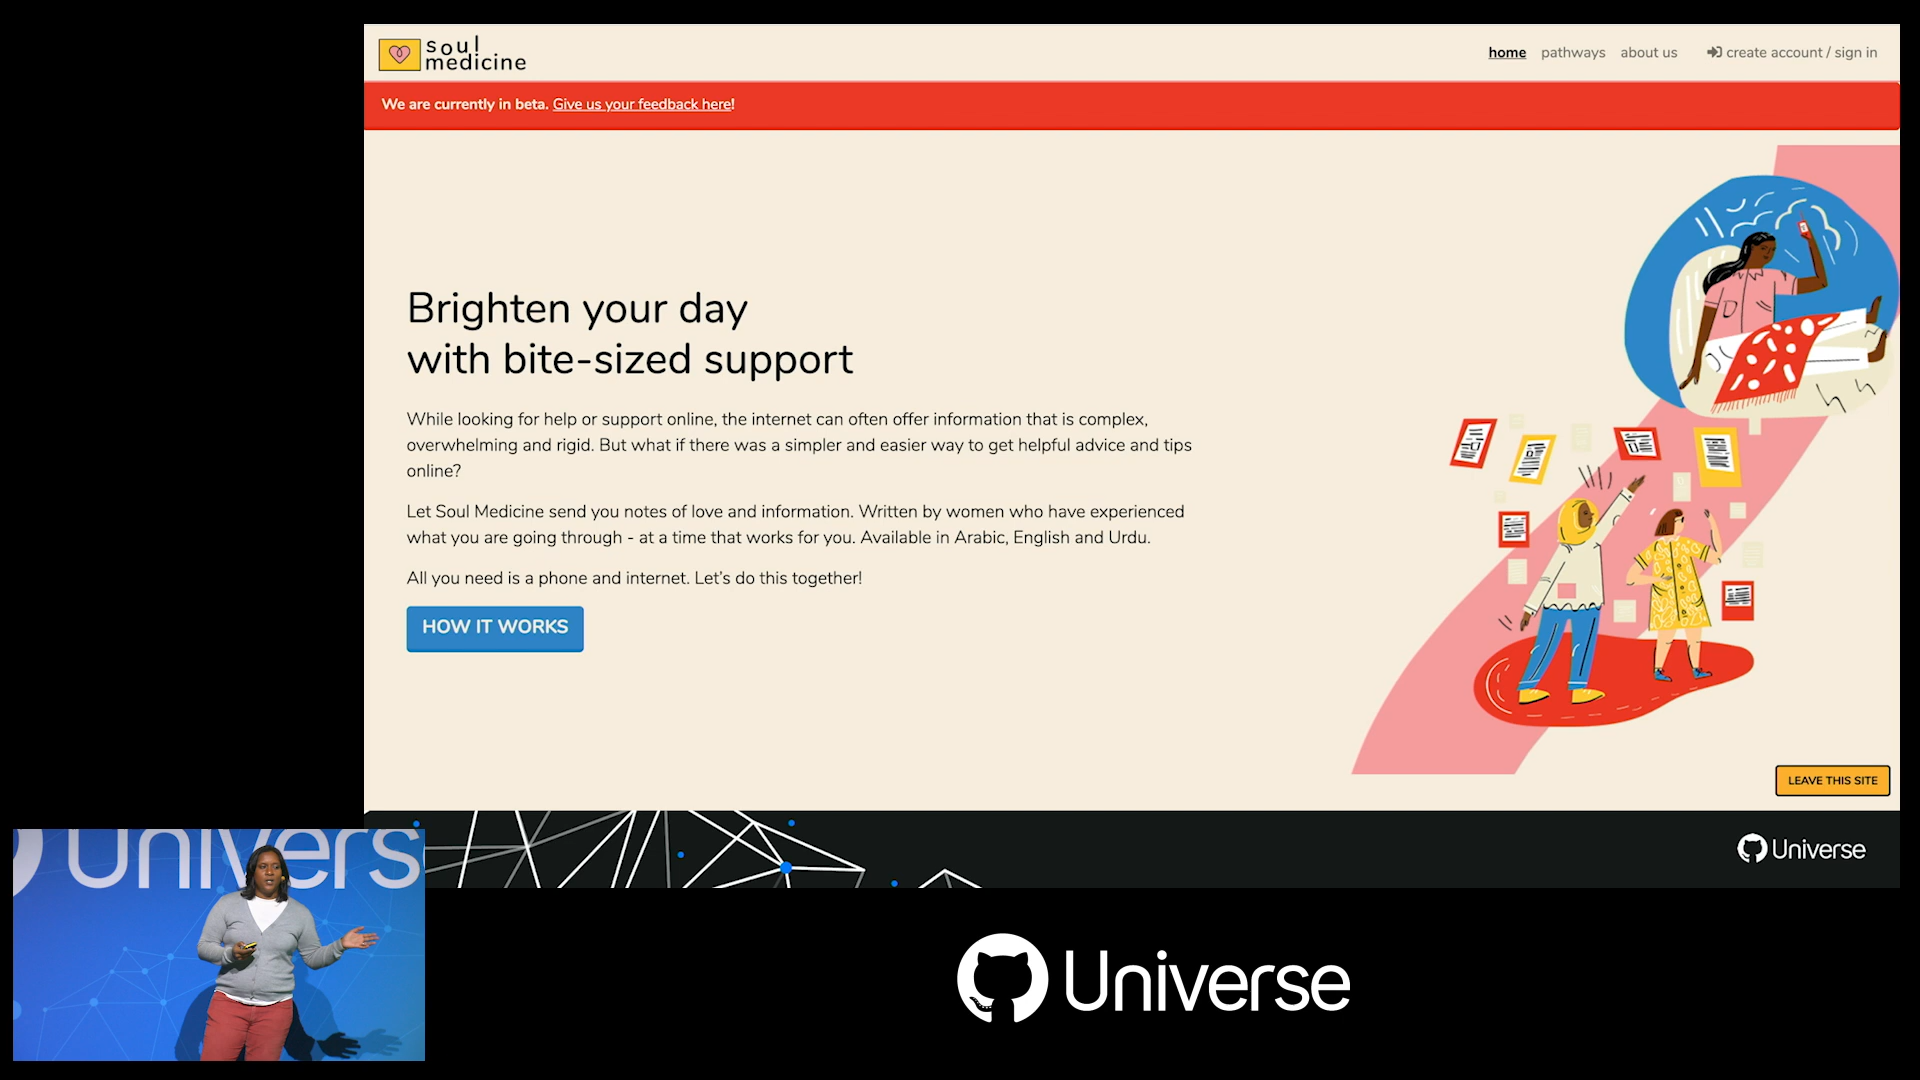 soul
medicine
home pathways about us create account / sign in
We are currently in beta. Give us your feedback here!
Brighten your day
with bite-sized support
While looking for help or support online, the internet can often offer information that is complex,
overwhelming and rigid. But what if there was a simpler and easier way to get helpful advice and tips
online?
Let Soul Medicine send you notes of love and information. Written by women who have experienced
what you are going through - at a time that works for you. Available in Arabic, English and Urdu.
All you need is a phone and internet. Let's do this together!
HOW IT WORKS
LEAVE THIS SITE
Universe
Univers
Universe